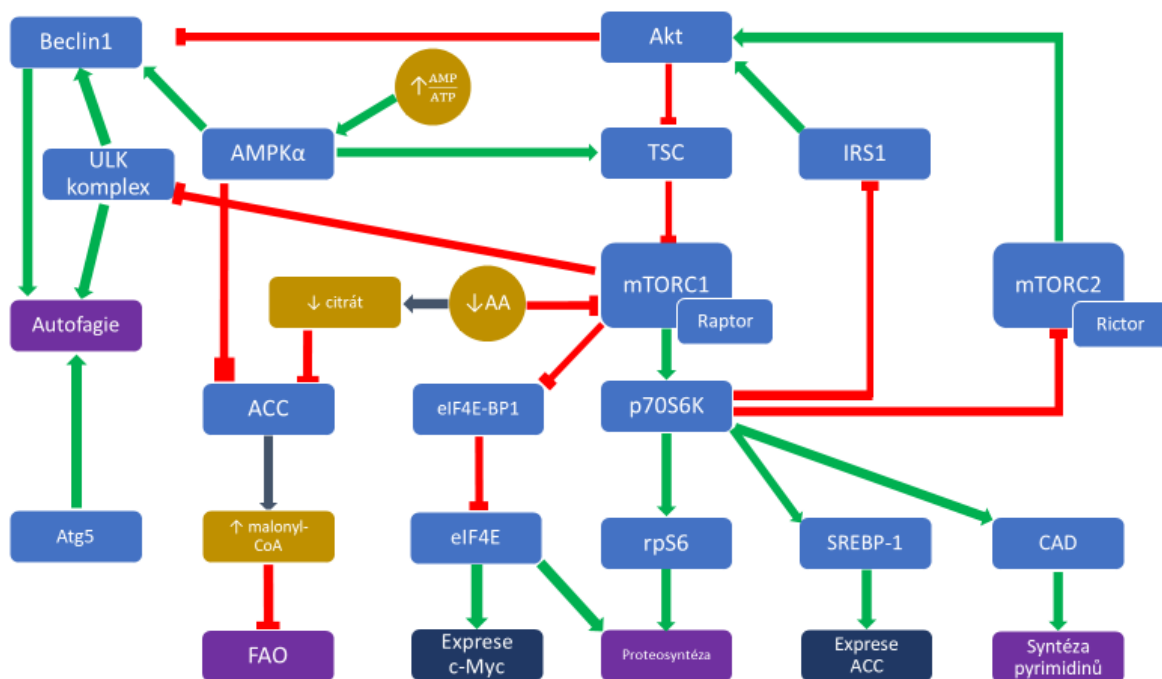 Beclin1
Akt
↑AMP/ATP
ULK
komplex
AMPKα
TSC
IRS1
↓ citrát
↓AA
mTORC1
Raptor
mTORC2
Rictor
Autofagie
ACC
eIF4E-BP1
p70S6K
Atg5
↑ malonyl-
CoA
eIF4E
rpS6
SREBP-1
CAD
FAO
Exprese
c-Myc
Proteosyntéza
Exprese
ACC
Syntéza
pyrimidinů